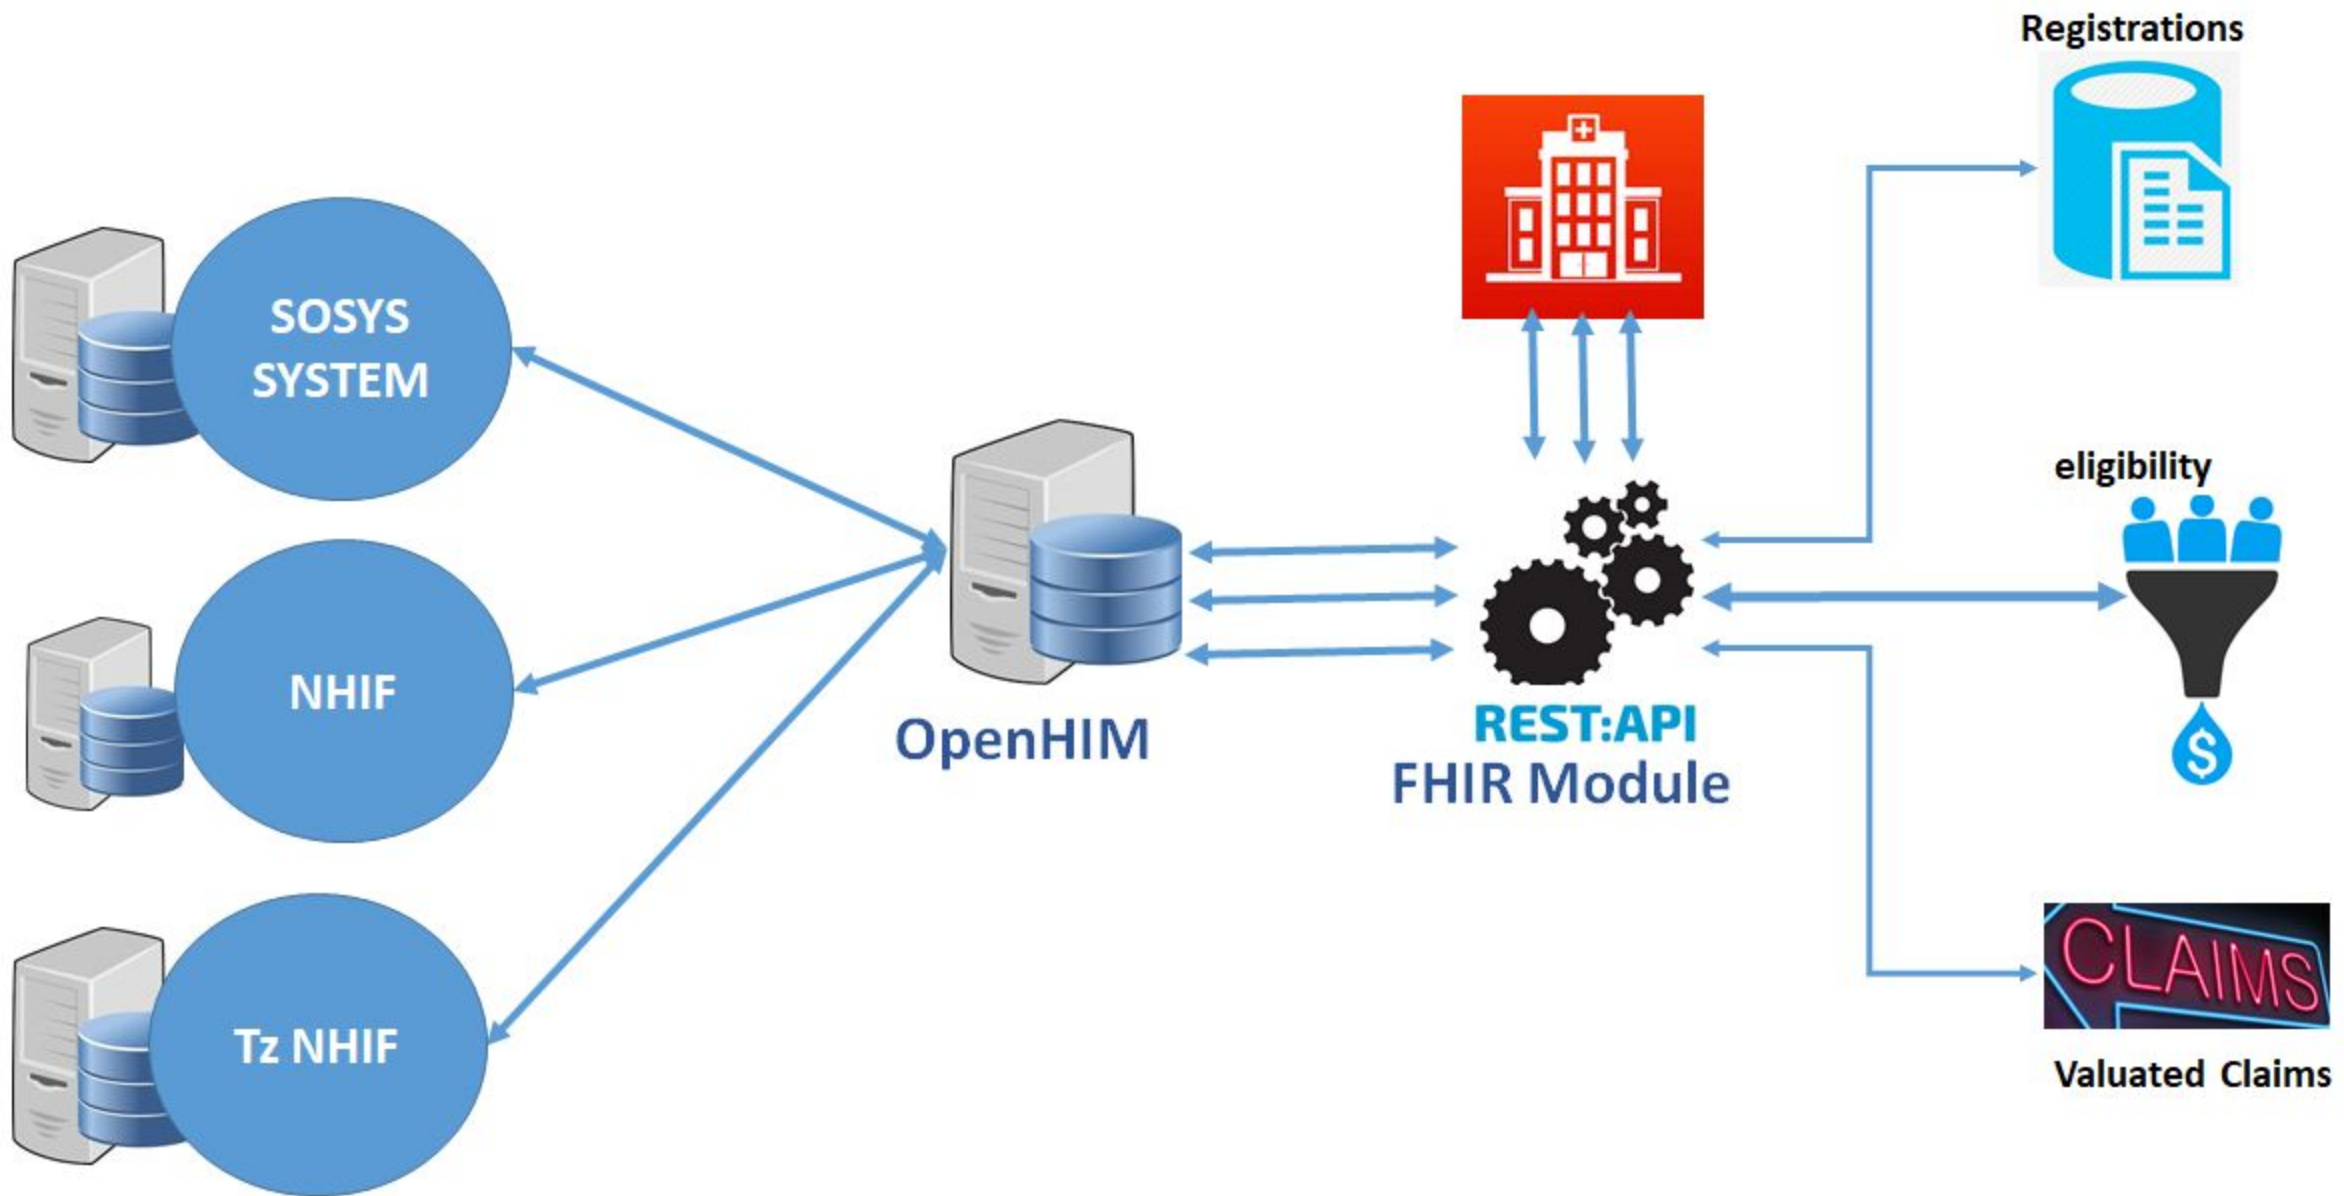 Registrations
SOSYS
SYSTEM
eligibility
NHIF
OpenHIM
REST:API
FHIR Module
$
CLAIMS
Tz NHIF
Valuated Claims